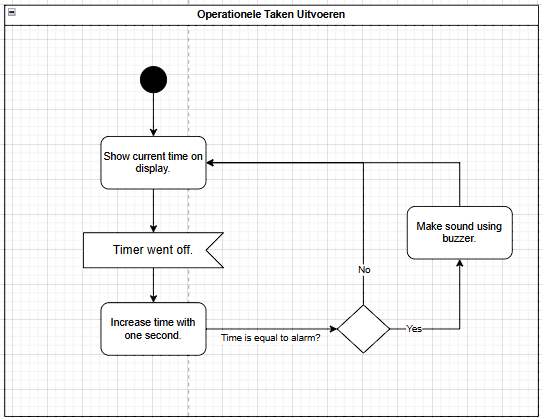 Operationele Taken Uitvoeren
Show current time on
display.
Timer went off.
Increase time with
one second.
Time is equal to alarm?
No
Yes
Make sound using
buzzer.